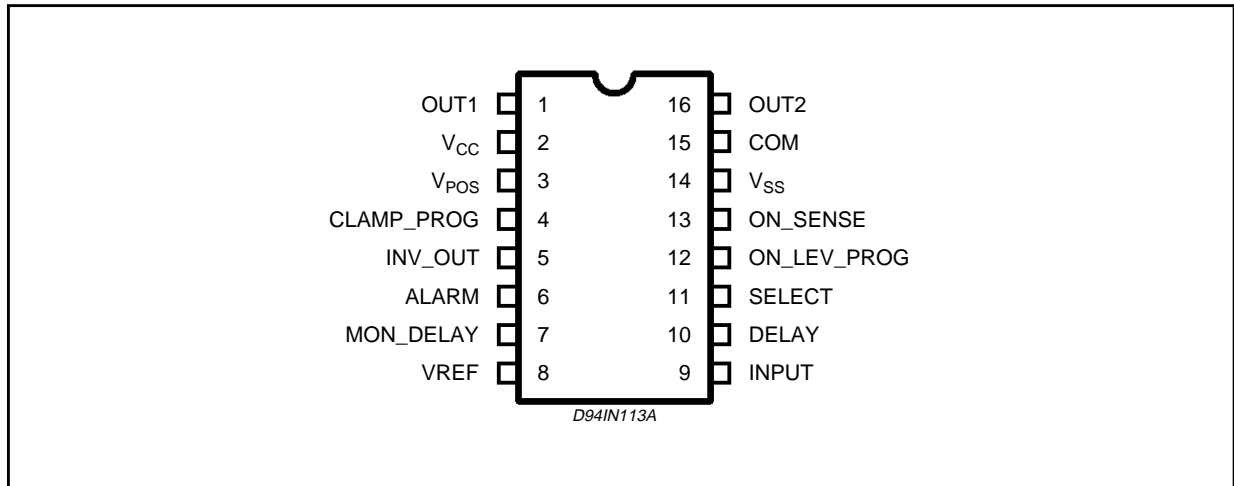 OUT1 1 16 OUT2
VCC 2 15 COM
VPOS 3 14 VSS
CLAMP_PROG 4 13 ON_SENSE
INV_OUT 5 12 ON_LEV_PROG
ALARM 6 11 SELECT
MON_DELAY 7 10 DELAY
VREF 8 9 INPUT
D94IN113A